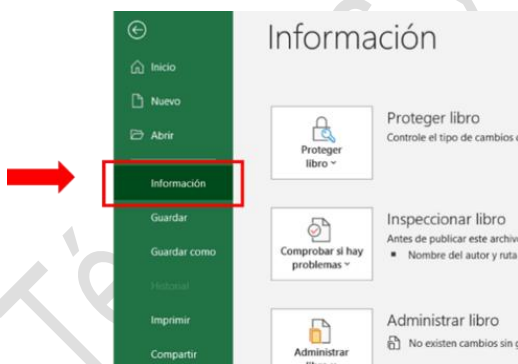 Información
Inicio
Nuevo
Abrir
Información
Guardar
Guardar como
Historial
Imprimir
Compartir
Proteger libro
Controle el tipo de cambios
Proteger
libro
Inspeccionar libro
Antes de publicar este archivo
Nombre del autor y ruta
Comprobar si hay
problemas
Administrar libro
No existen cambios sin
Administrar